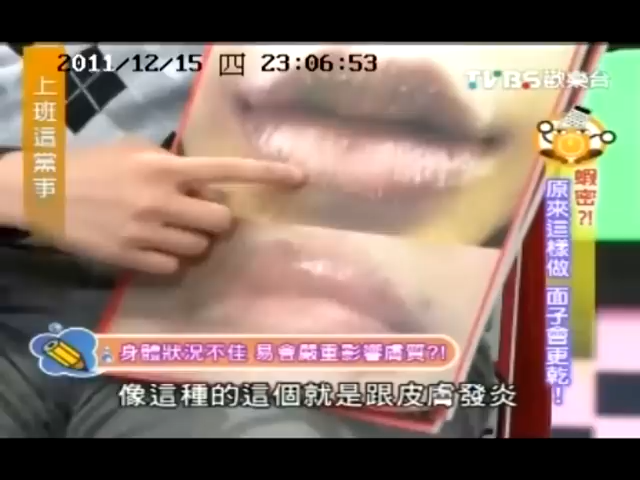 2011/12/15 四 23:06:53
TVBS歡樂台
上班這黨事
蝦密?!
原來這樣做 面子會更乾!
身體狀況不佳 易會嚴重影響膚質?!
像這種的這個就是跟皮膚發炎